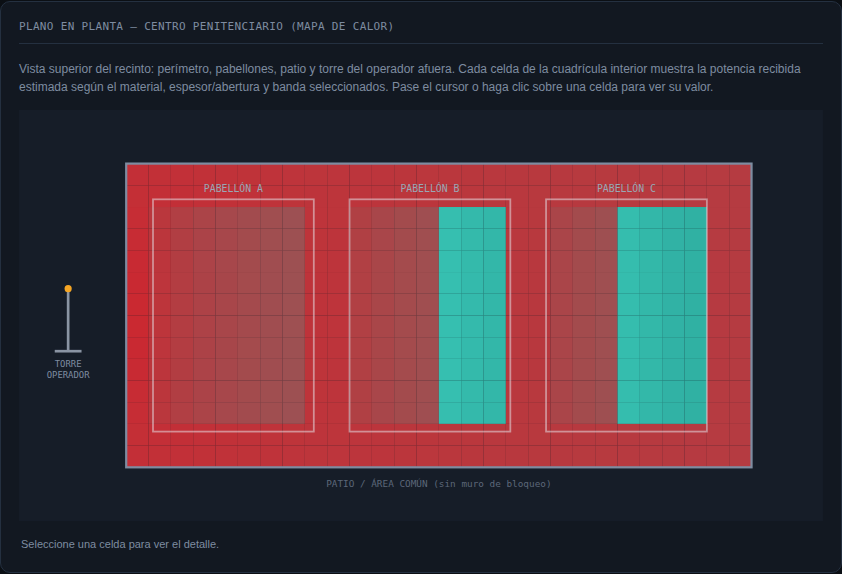 PLANO EN PLANTA — CENTRO PENITENCIARIO (MAPA DE CALOR)
Vista superior del recinto: perímetro, pabellones, patio y torre del operador afuera. Cada celda de la cuadrícula interior muestra la potencia recibida
estimada según el material, espesor/abertura y banda seleccionados. Pase el cursor o haga clic sobre una celda para ver su valor.
PABELLÓN A
PABELLÓN B
PABELLÓN C
TORRE
OPERADOR
PATIO / ÁREA COMÚN (sin muro de bloqueo)
Seleccione una celda para ver el detalle.